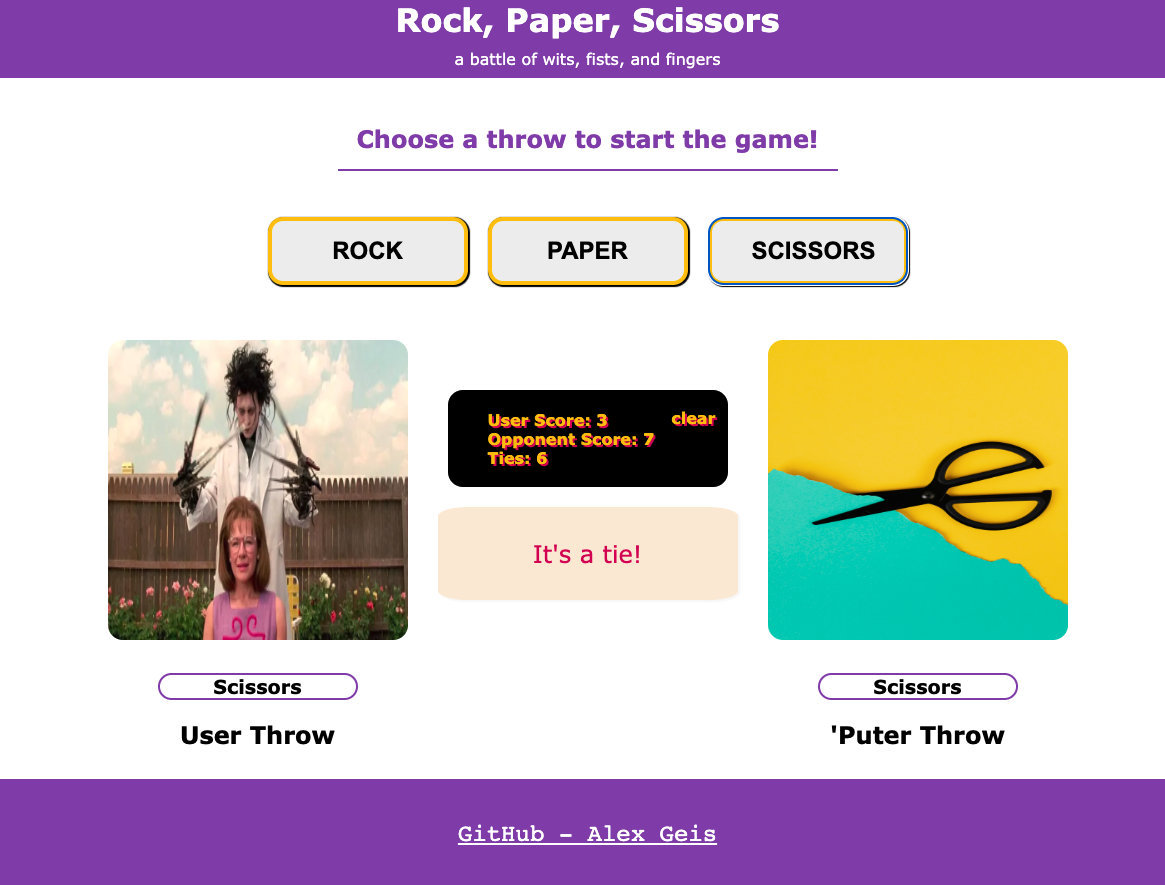 Rock, Paper, Scissors
a battle of wits, fists, and fingers
Choose a throw to start the game!
ROCK
PAPER
SCISSORS
User Score: 3
clear
Opponent Score: 7
Ties: 6
It's a tie!
Scissors
Scissors
User Throw
'Puter Throw
GitHub - Alex Geis